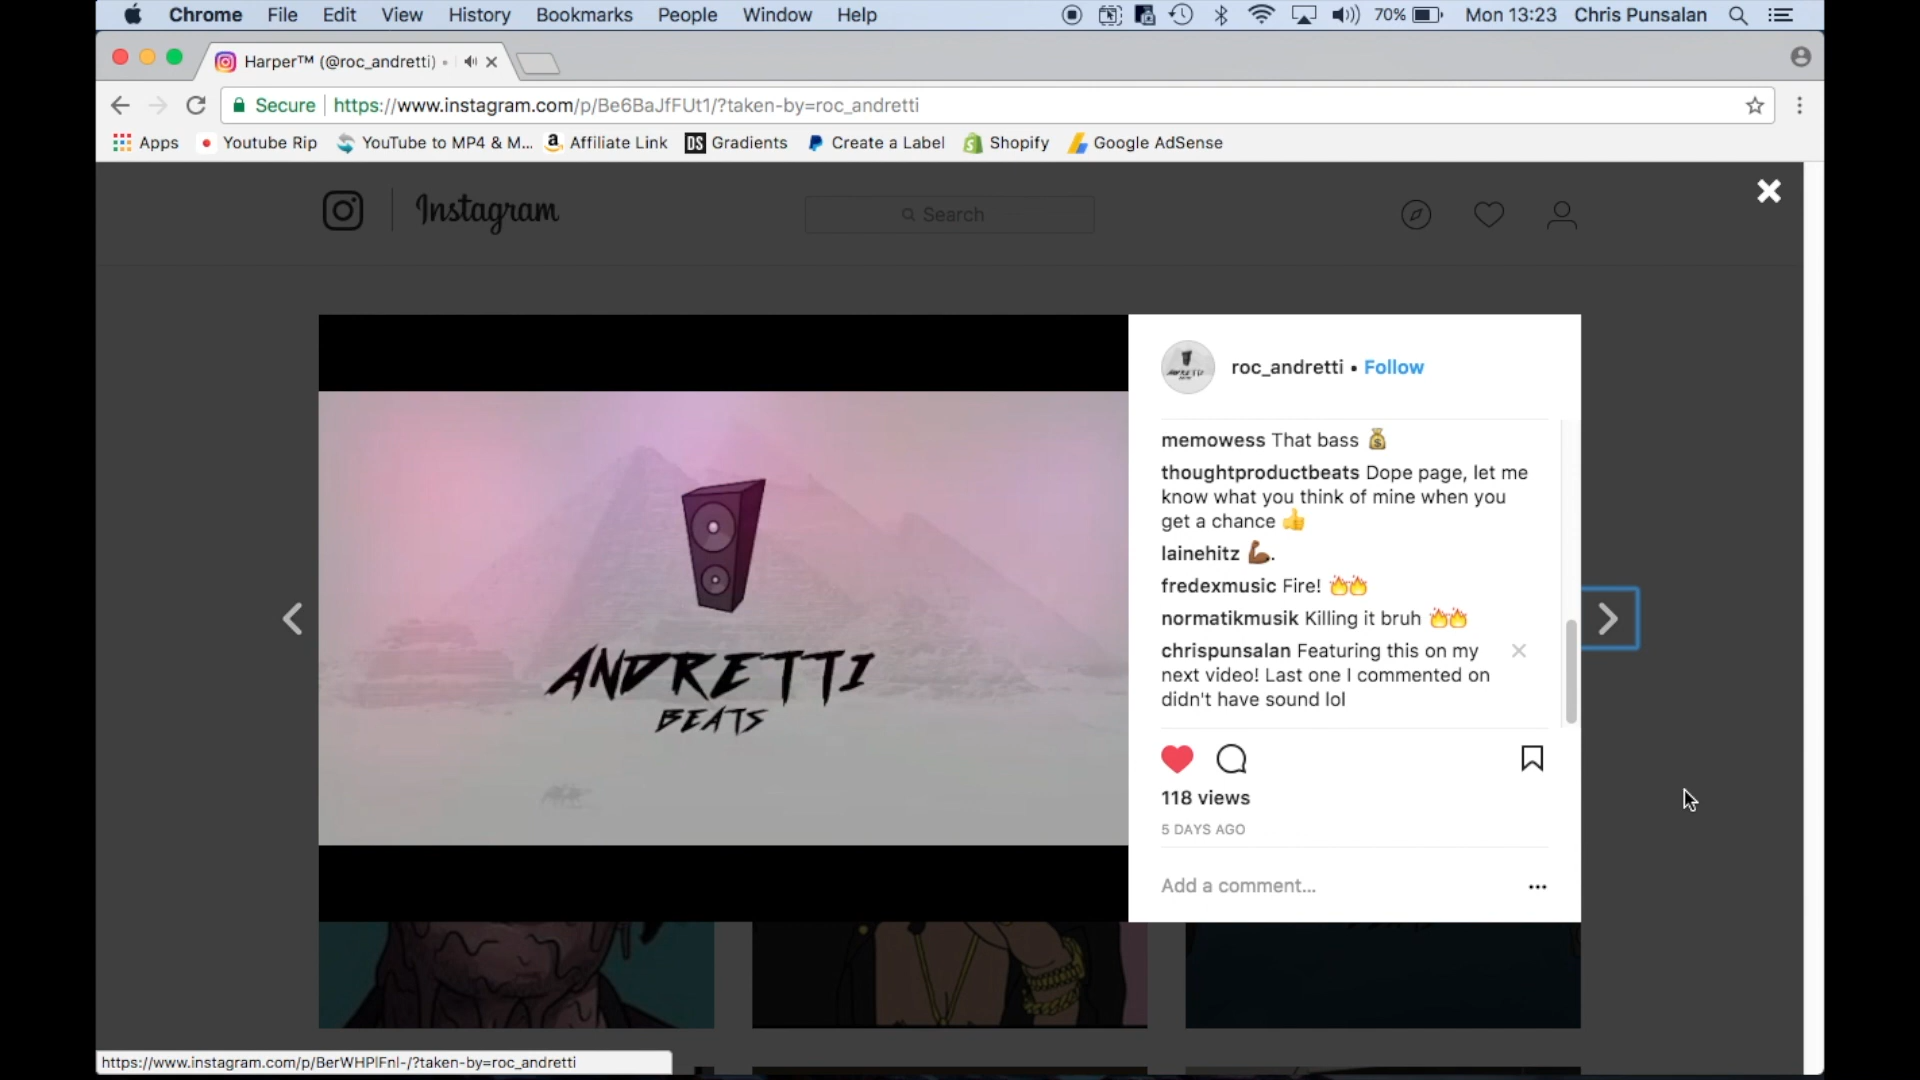 Chrome File Edit View History Bookmarks People Window Help 70% Mon 13:23 Chris Punsalan
Harper™ (@roc_andretti) •
Secure https://www.instagram.com/p/Be6BaJfFUt1/?taken-by=roc_andretti
Apps Youtube Rip YouTube to MP4 & M... Affiliate Link DS Gradients Create a Label Shopify Google AdSense
Instagram Search
roc_andretti • Follow
memowess That bass
thoughtproductbeats Dope page, let me
know what you think of mine when you
get a chance
lainehitz .
fredexmusic Fire!
normatikmusik Killing it bruh
chrispunsalan Featuring this on my
next video! Last one I commented on
didn't have sound lol
ANDRETTI
BEATS
118 views
5 DAYS AGO
Add a comment...
https://www.instagram.com/p/BerWHPlFnl-/?taken-by=roc_andretti